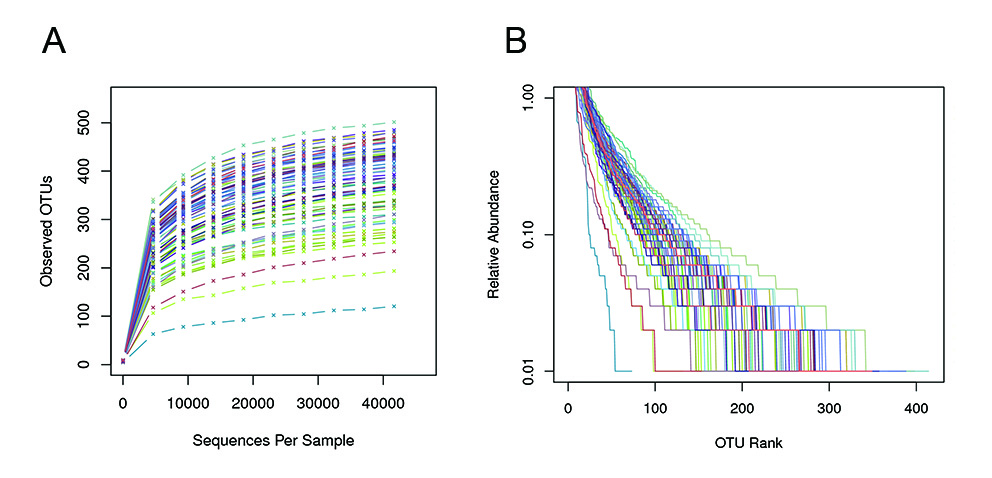 A
Observed OTUs
500
400
300
200
100
0
0 10000 20000 30000 40000
Sequences Per Sample
B
Relative Abundance
1.00
0.10
0.01
0 100 200 300 400
OTU Rank